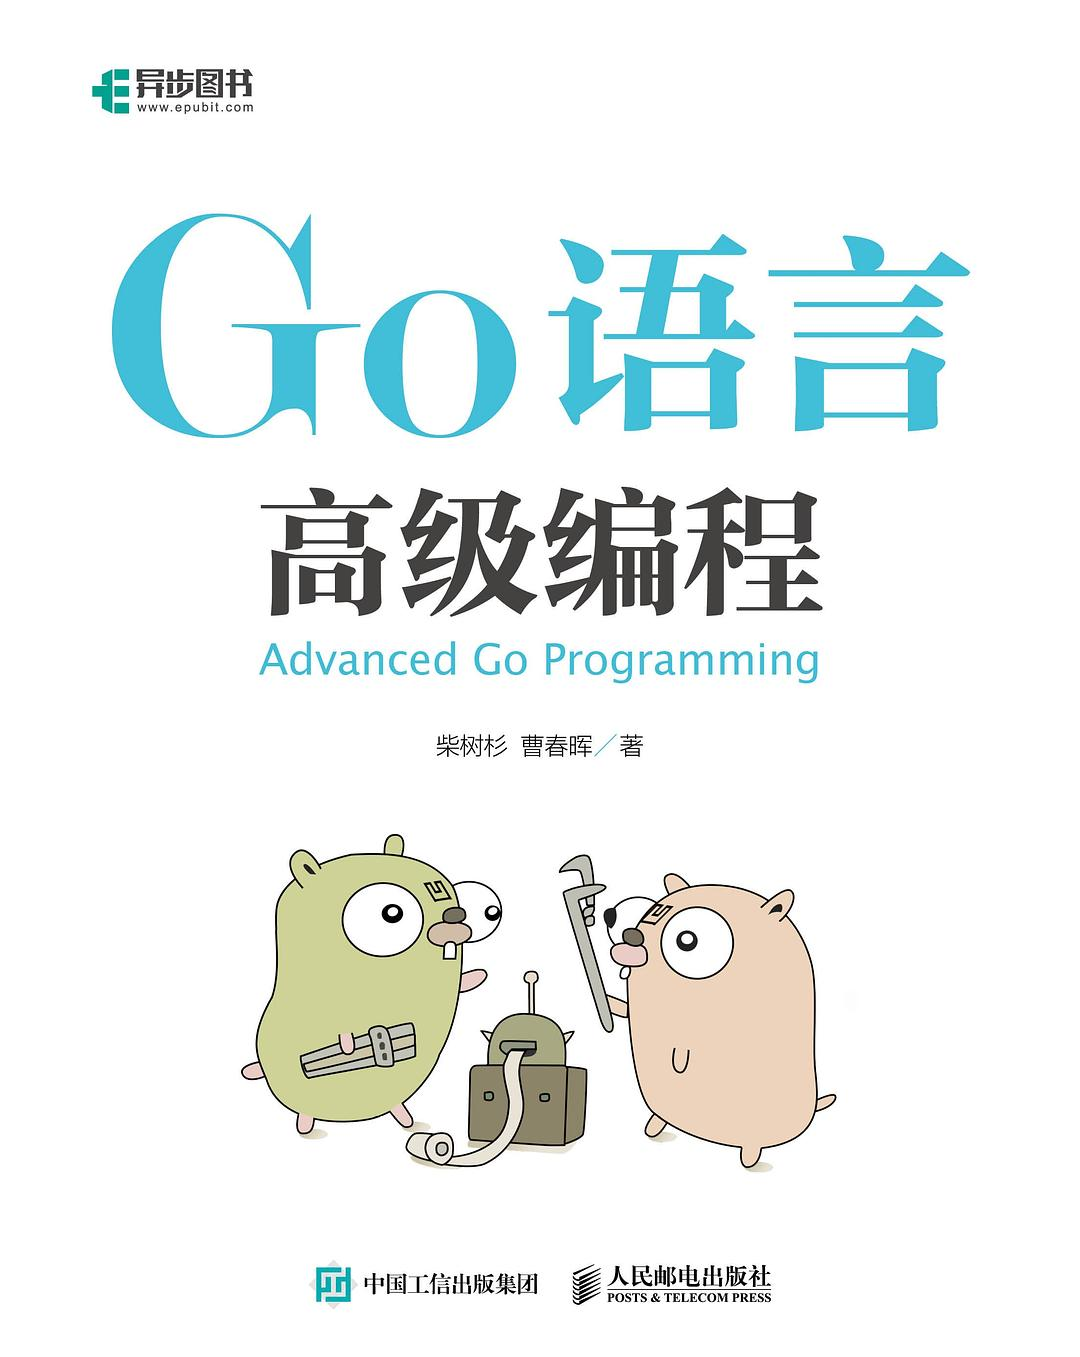 异步图书
www.epubit.com
Go语言
高级编程
Advanced Go Programming
柴树杉 曹春晖／著
中国工信出版集团
人民邮电出版社
POSTS & TELECOM PRESS